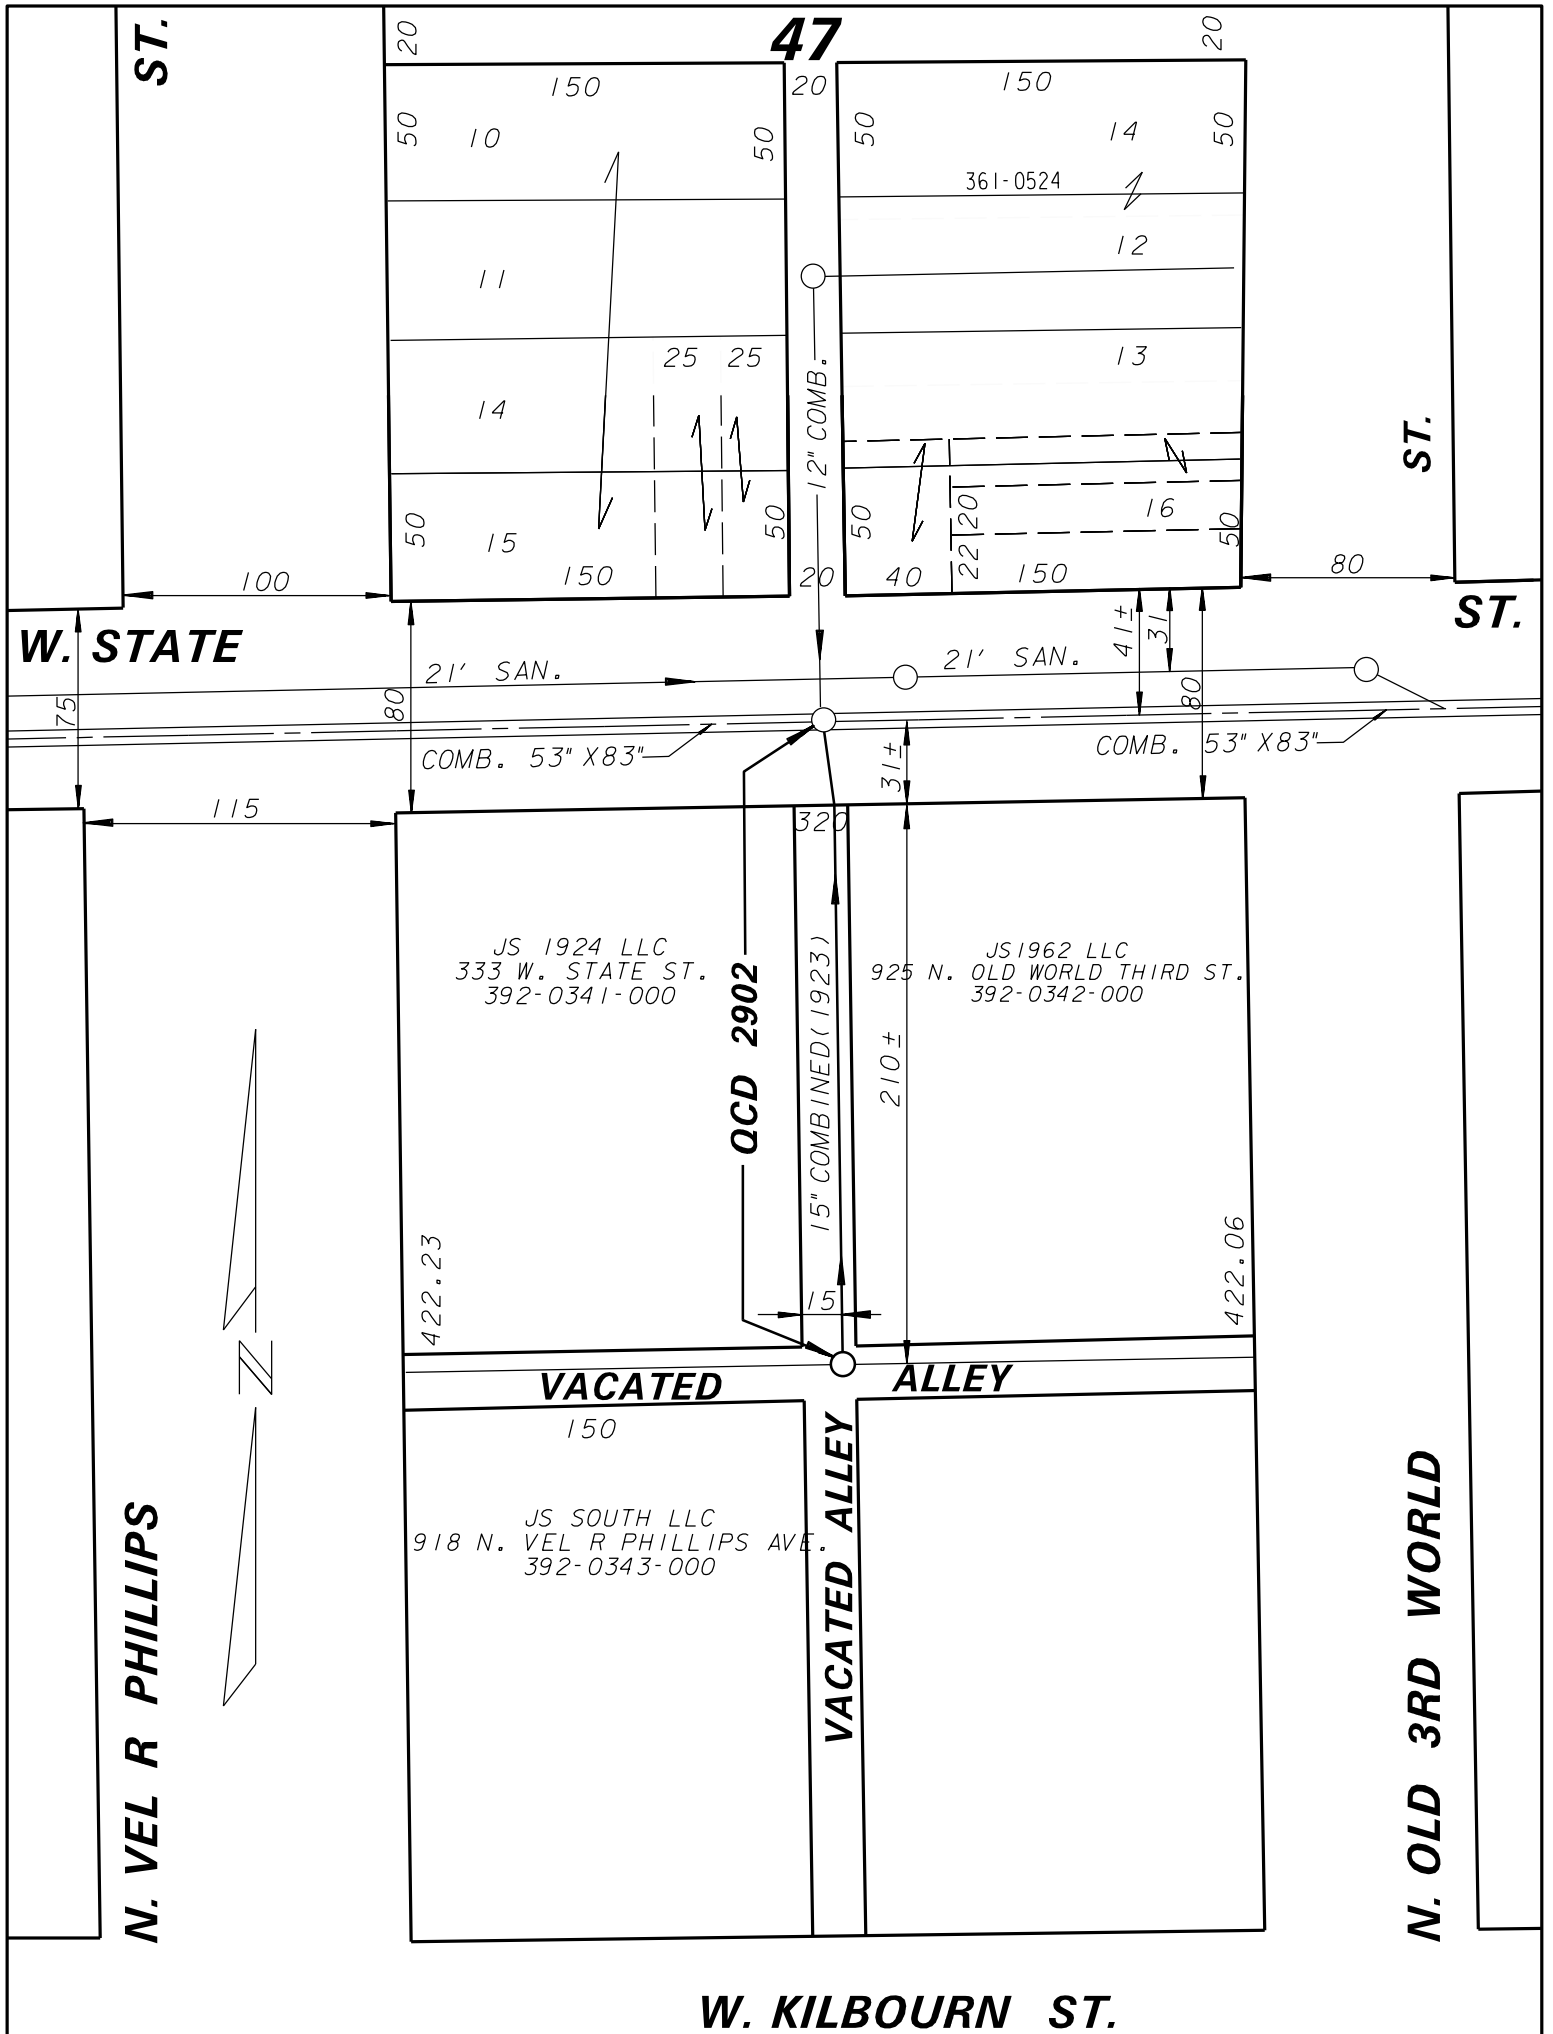 47
ST.
20
20
150
20
150
50
10
50
50
14
50
361-0524
12
11
12" COMB.
25
25
13
14
ST.
50
15
50
50
22
20
16
50
150
20
40
150
100
80
W. STATE
ST.
41±
31
21' SAN.
21' SAN.
75
80
80
COMB. 53" X83"
31±
COMB. 53" X83"
115
320
JS 1924 LLC
333 W. STATE ST.
392-0341-000
JS1962 LLC
925 N. OLD WORLD THIRD ST.
392-0342-000
QCD 2902
15" COMBINED(1923)
210±
422.23
422.06
15
N
VACATED ALLEY
150
VACATED ALLEY
JS SOUTH LLC
918 N. VEL R PHILLIPS AVE.
392-0343-000
N. VEL R PHILLIPS
N. OLD 3RD WORLD
W. KILBOURN ST.